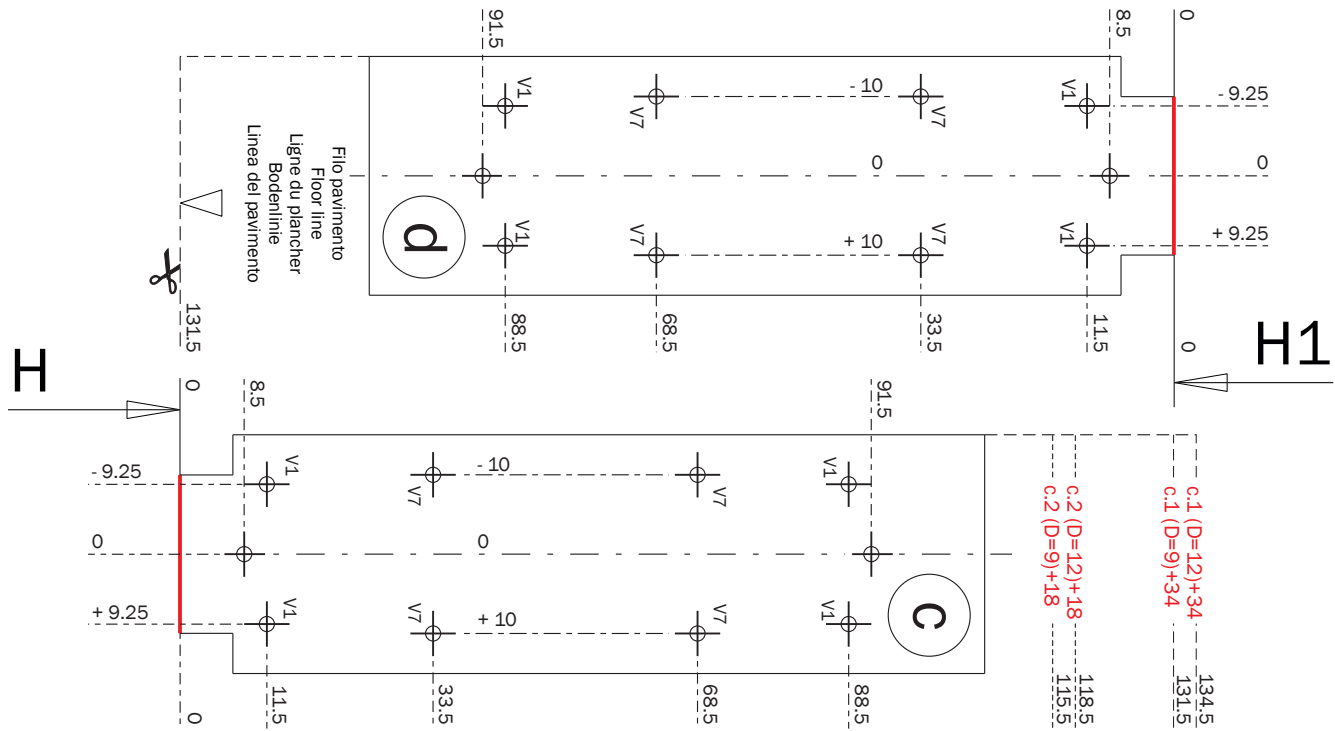 91.5
8.5
0
V1
V7
- 10
V7
V1
- 9.25
0
0
Filo pavimento
Floor line
Ligne du plancher
Bodenlinie
Linea del pavimento
d
V1
V7
+ 10
V7
V1
+ 9.25
131.5
88.5
68.5
33.5
11.5
0
H
H1
0
8.5
91.5
- 9.25
V1
- 10
V7
V7
V1
0
0
c.2 (D=9)+18
c.2 (D=12)+18
c.1 (D=9)+34
c.1 (D=12)+34
+ 9.25
V1
V7
+ 10
V7
V1
c
0
11.5
33.5
68.5
88.5
115.5
118.5
131.5
134.5